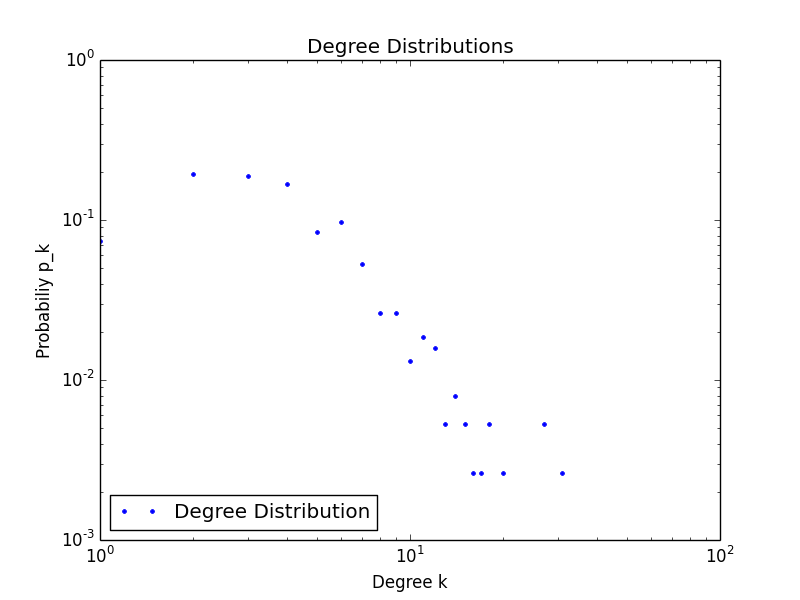 Degree Distributions
10^0
10^-1
10^-2
10^-3
Probabiliy p_k
Degree Distribution
10^0 10^1 10^2
Degree k